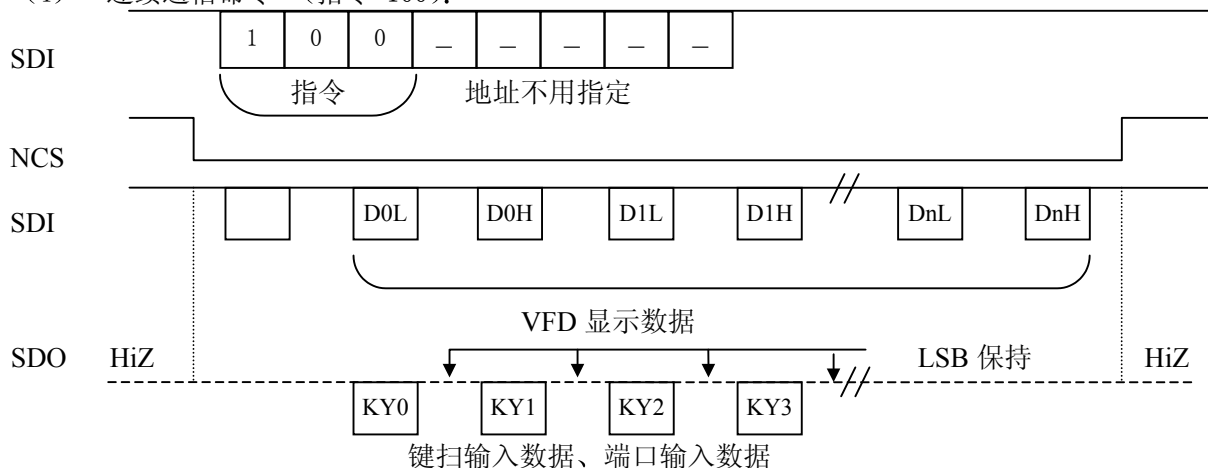 SDI 1 0 0 — — — — —
指令 地址不用指定
NCS
SDI D0L D0H D1L D1H DnL DnH
VFD 显示数据
SDO HiZ LSB 保持 HiZ
KY0 KY1 KY2 KY3
键扫输入数据、端口输入数据